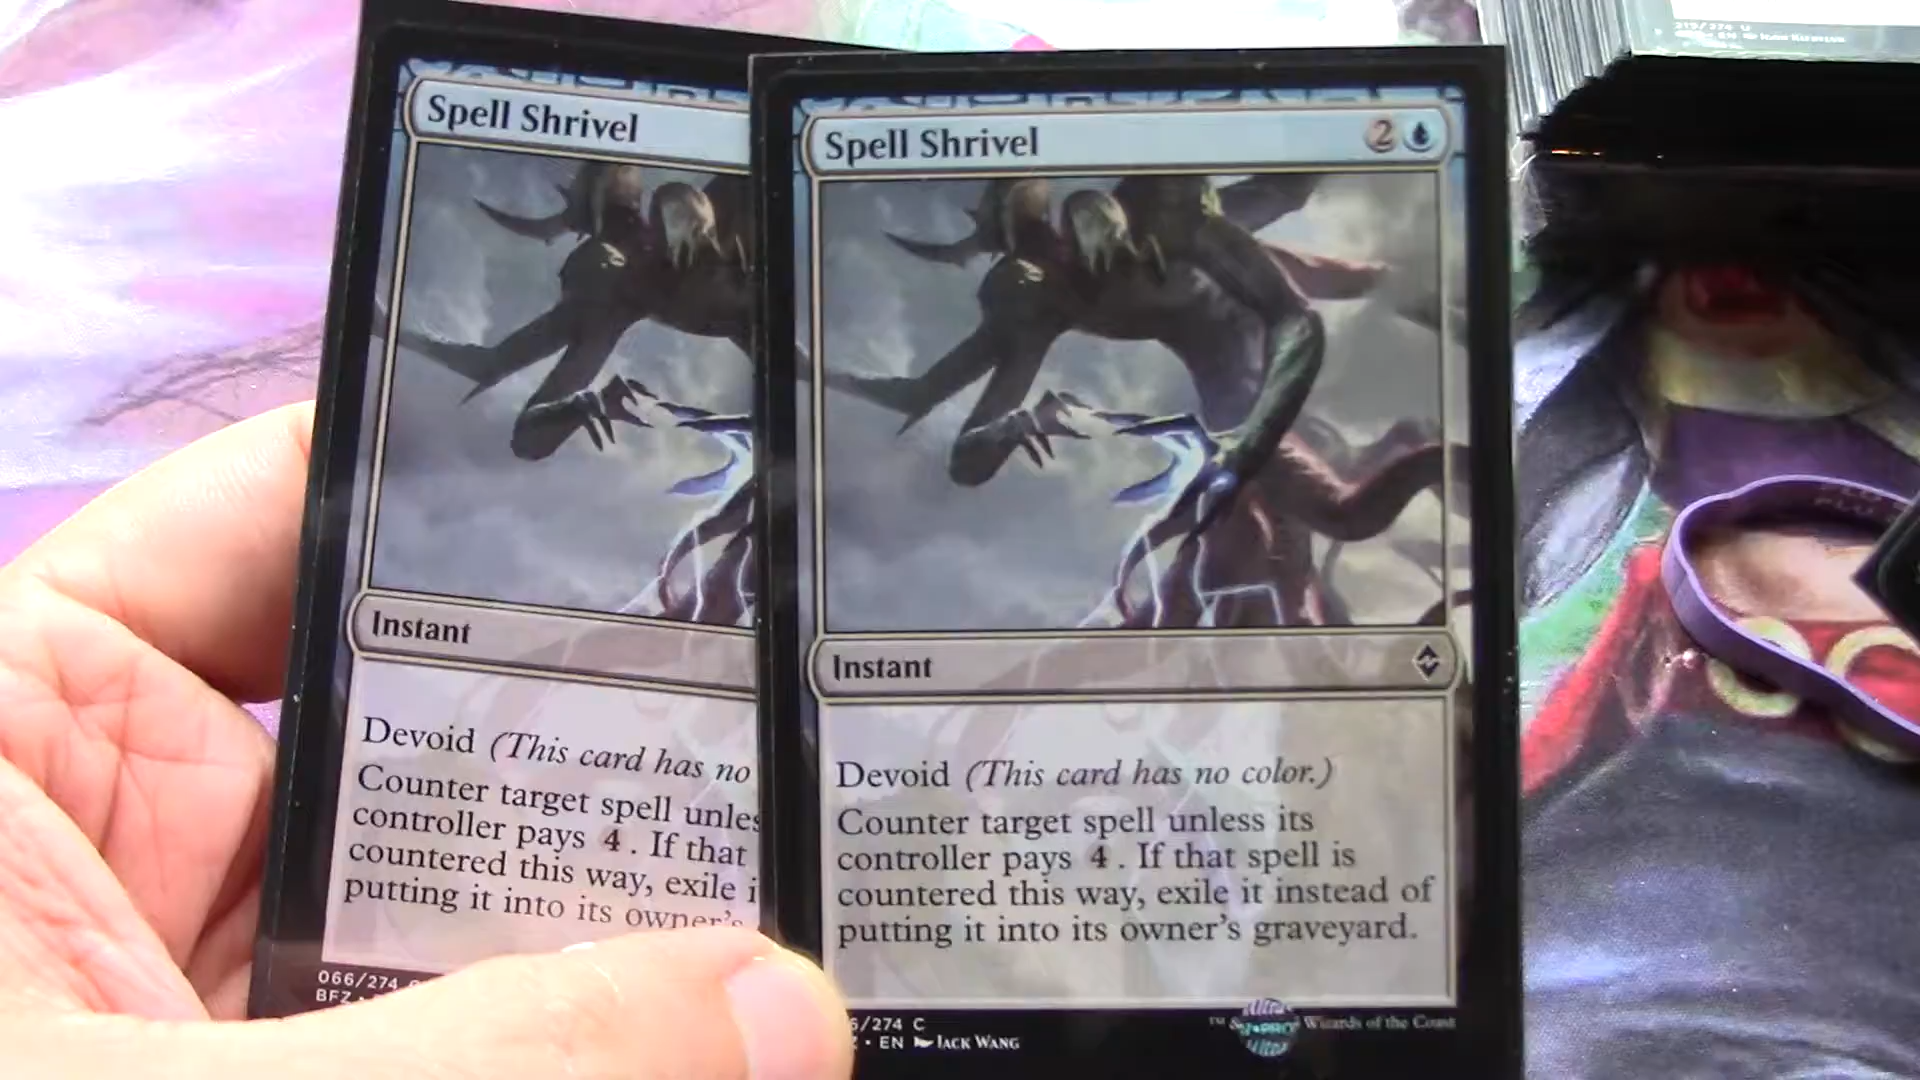 Spell Shrivel
Instant
Devoid (This card has no
Counter target spell unles
controller pays 4. If that
countered this way, exile i
putting it into its owner's
066/274
BFZ
Spell Shrivel 2
Instant
Devoid (This card has no color.)
Counter target spell unless its
controller pays 4. If that spell is
countered this way, exile it instead of
putting it into its owner's graveyard.
6/274 C
EN Jack Wang
Wizards of the Coast